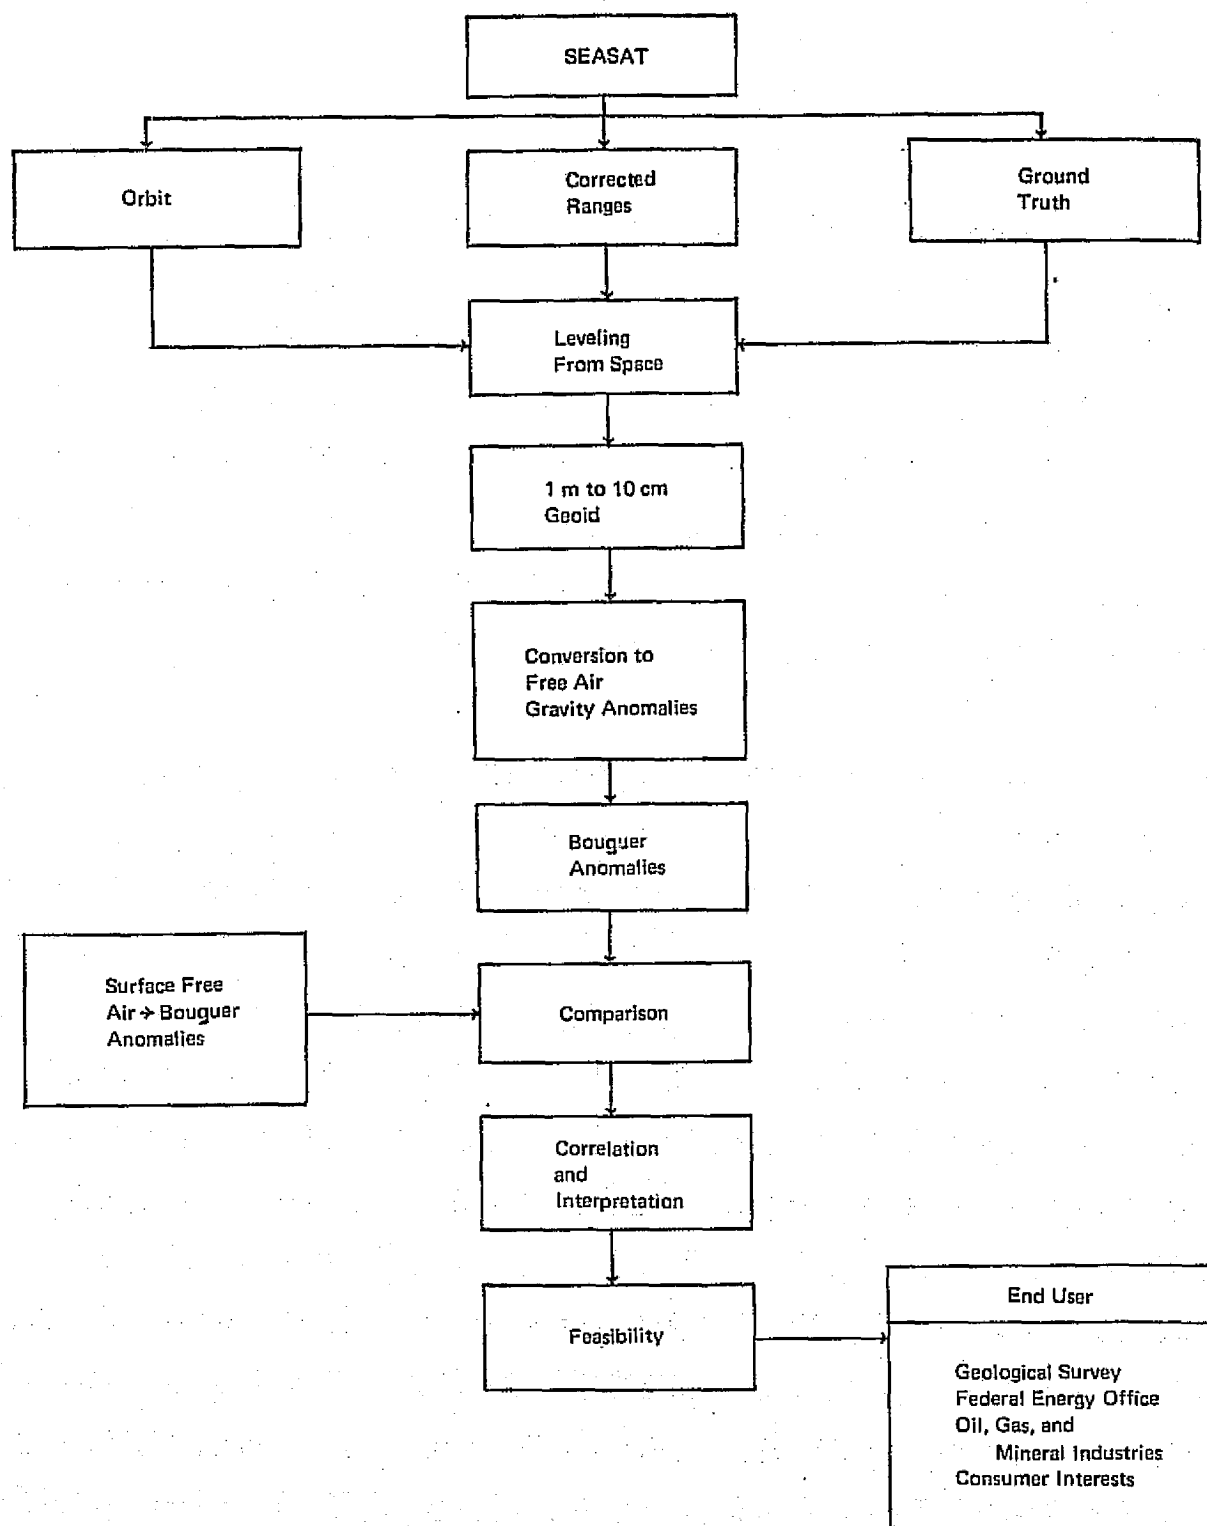 SEASAT
Orbit
Corrected
Ranges
Ground
Truth
Leveling
From Space
1 m to 10 cm
Geoid
Conversion to
Free Air
Gravity Anomalies
Bouguer
Anomalies
Surface Free
Air → Bouguer
Anomalies
Comparison
Correlation
and
Interpretation
Feasibility
End User
Geological Survey
Federal Energy Office
Oil, Gas, and
Mineral Industries
Consumer Interests